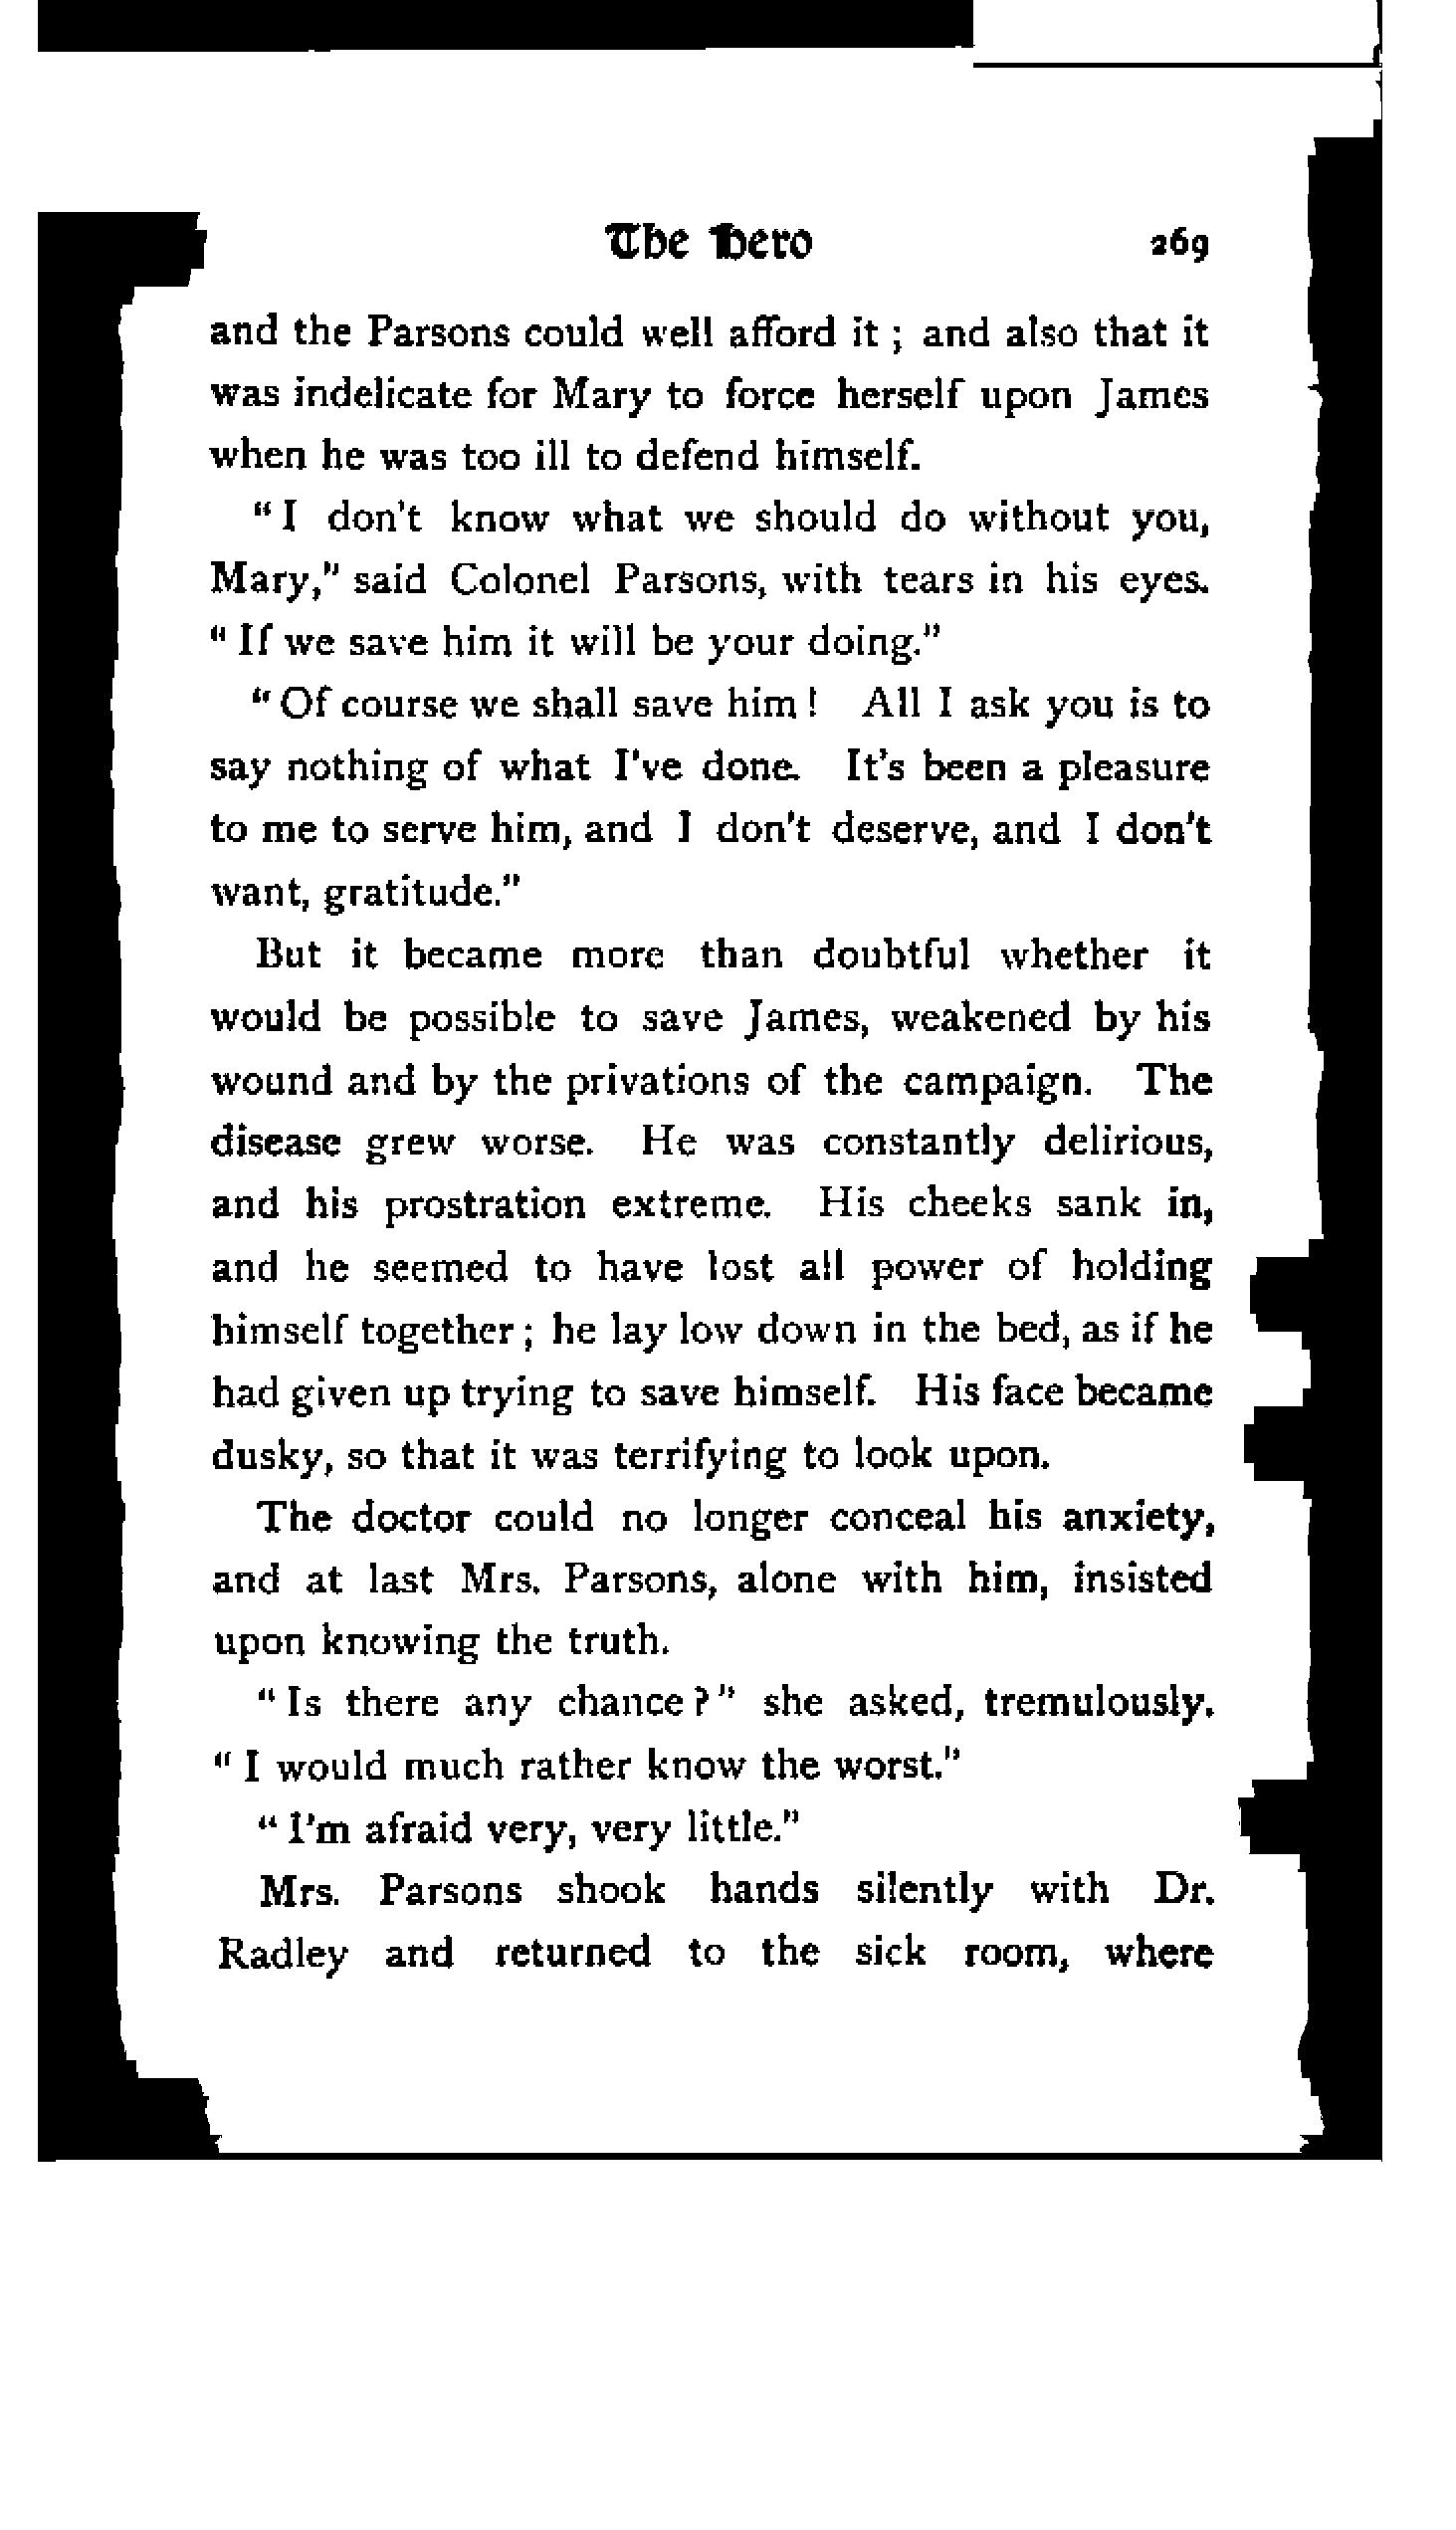 The Hero 269
and the Parsons could well afford it ; and also that it
was indelicate for Mary to force herself upon James
when he was too ill to defend himself.
“ I don't know what we should do without you,
Mary,” said Colonel Parsons, with tears in his eyes.
“ If we save him it will be your doing.”
“ Of course we shall save him ! All I ask you is to
say nothing of what I've done. It's been a pleasure
to me to serve him, and I don't deserve, and I don't
want, gratitude.”
But it became more than doubtful whether it
would be possible to save James, weakened by his
wound and by the privations of the campaign. The
disease grew worse. He was constantly delirious,
and his prostration extreme. His cheeks sank in,
and he seemed to have lost all power of holding
himself together ; he lay low down in the bed, as if he
had given up trying to save himself. His face became
dusky, so that it was terrifying to look upon.
The doctor could no longer conceal his anxiety,
and at last Mrs. Parsons, alone with him, insisted
upon knowing the truth.
“ Is there any chance ? ” she asked, tremulously.
“ I would much rather know the worst.”
“ I'm afraid very, very little.”
Mrs. Parsons shook hands silently with Dr.
Radley and returned to the sick room, where